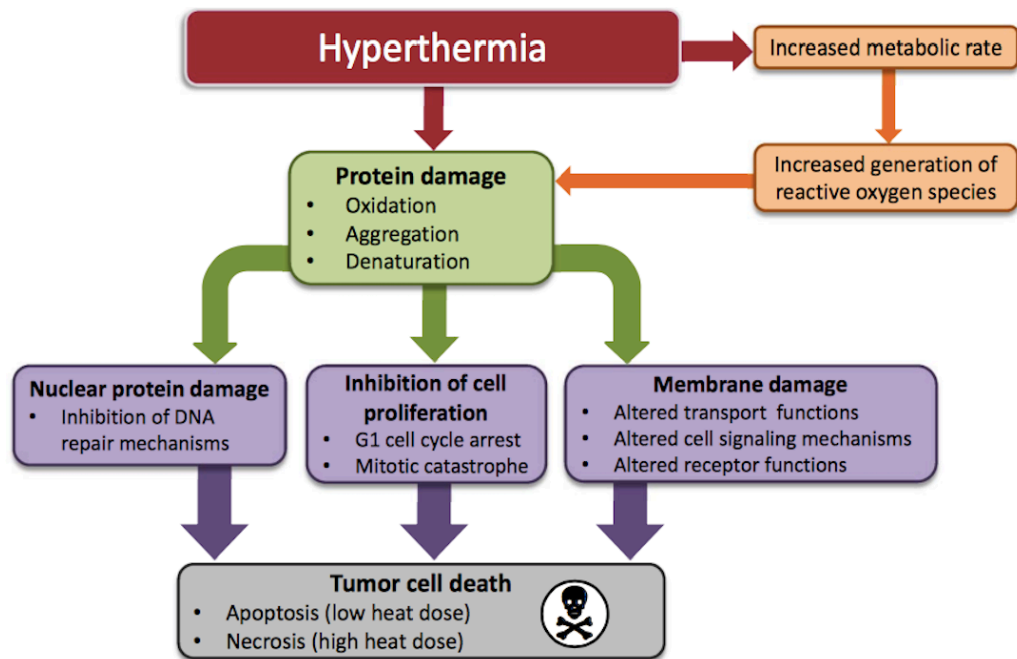 Hyperthermia
Increased metabolic rate
Increased generation of
reactive oxygen species
Protein damage
• Oxidation
• Aggregation
• Denaturation
Nuclear protein damage
• Inhibition of DNA
repair mechanisms
Inhibition of cell
proliferation
• G1 cell cycle arrest
• Mitotic catastrophe
Membrane damage
• Altered transport functions
• Altered cell signaling mechanisms
• Altered receptor functions
Tumor cell death
• Apoptosis (low heat dose)
• Necrosis (high heat dose)